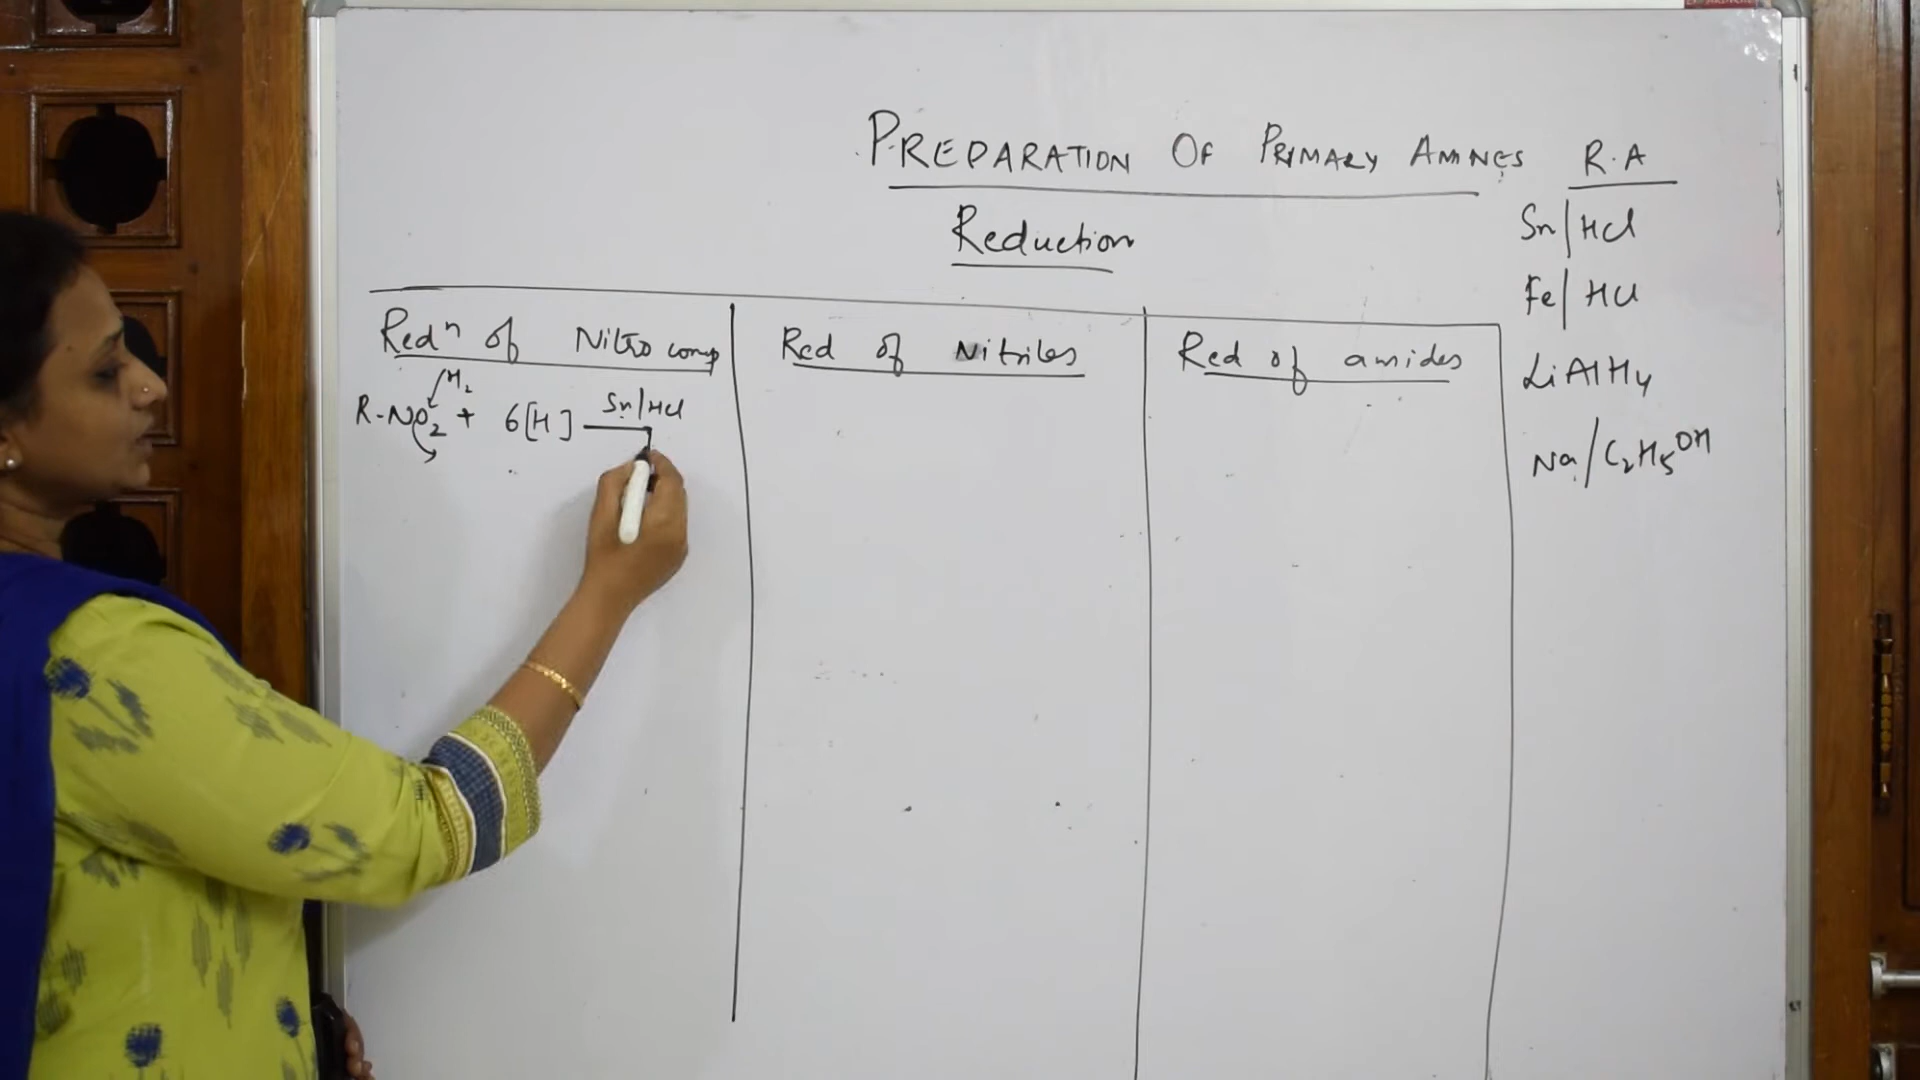 PREPARATION OF PRIMARY AMINES
Reduction
Redn of Nitro comp
R-NO2 + 6[H] Sn/HCl
H2
Red of Nitriles
Red of amides
R.A
Sn/HCl
Fe/HCl
LiAlH4
Na/C2H5OH